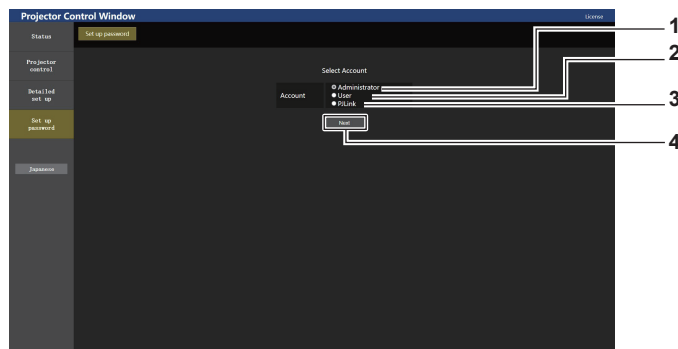 Projector Control Window
License
Status
Set up password
Projector
control
Select Account
Detailed
set up
Account
Administrator
User
PJLink
Set up
password
Next
Japanese
1
2
3
4